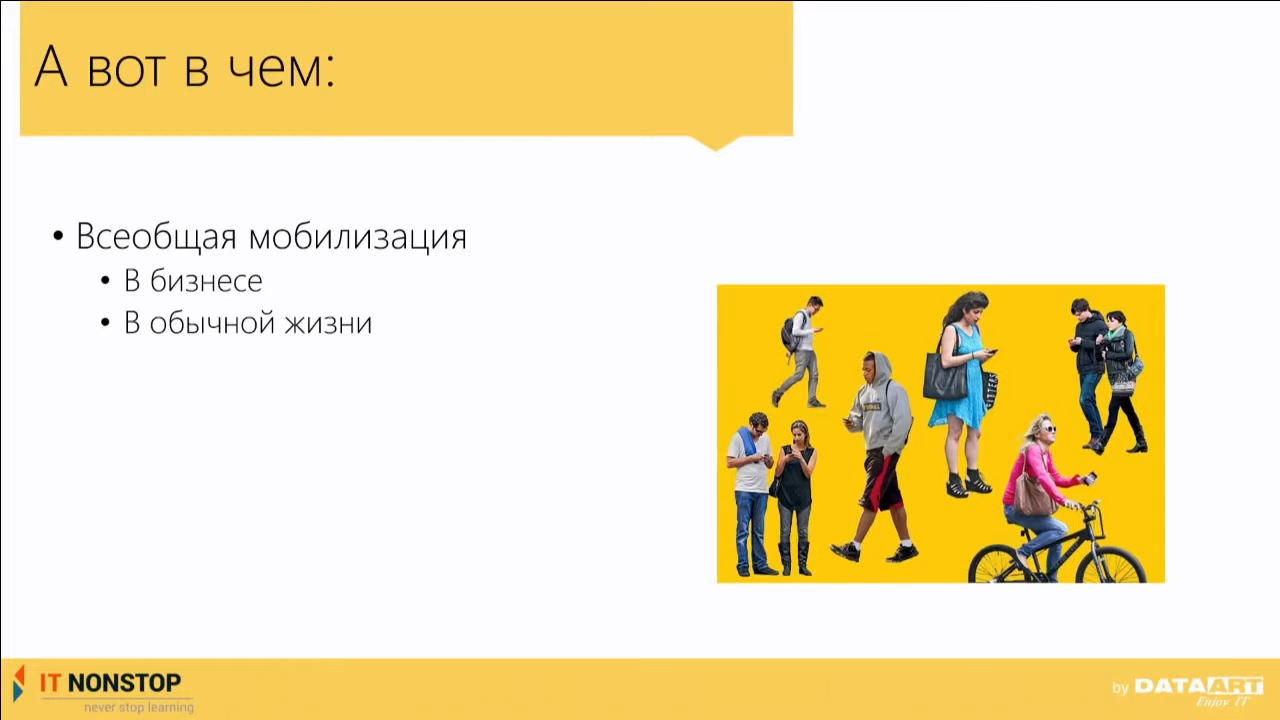 А вот в чем:
• Всеобщая мобилизация
• В бизнесе
• В обычной жизни
IT NONSTOP
never stop learning
by DATAART
Enjoy IT